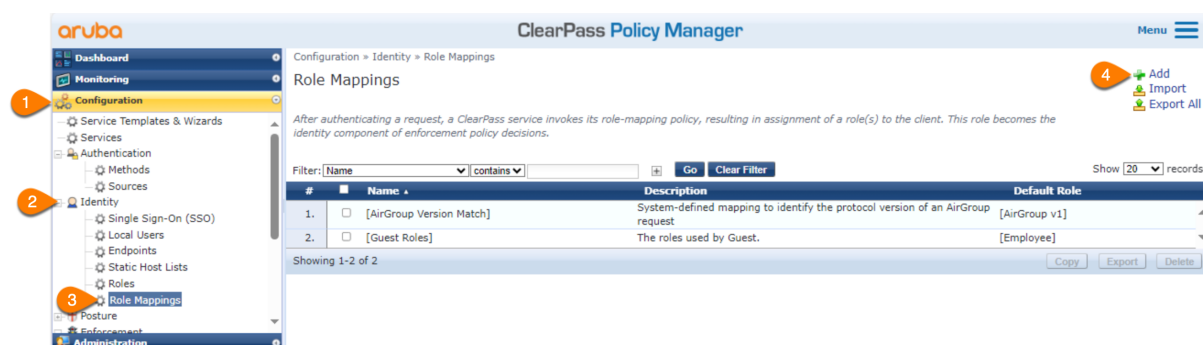 aruba
ClearPass Policy Manager
Menu
Dashboard
Monitoring
1
Configuration
Service Templates & Wizards
Services
Authentication
Methods
Sources
2
Identity
Single Sign-On (SSO)
Local Users
Endpoints
Static Host Lists
Roles
3
Role Mappings
Posture
Enforcement
Administration
Configuration » Identity » Role Mappings
Role Mappings
4
Add
Import
Export All
After authenticating a request, a ClearPass service invokes its role-mapping policy, resulting in assignment of a role(s) to the client. This role becomes the
identity component of enforcement policy decisions.
Filter: Name contains + Go Clear Filter Show 20 records
# Name Description Default Role
1. [AirGroup Version Match] System-defined mapping to identify the protocol version of an AirGroup request [AirGroup v1]
2. [Guest Roles] The roles used by Guest. [Employee]
Showing 1-2 of 2 Copy Export Delete